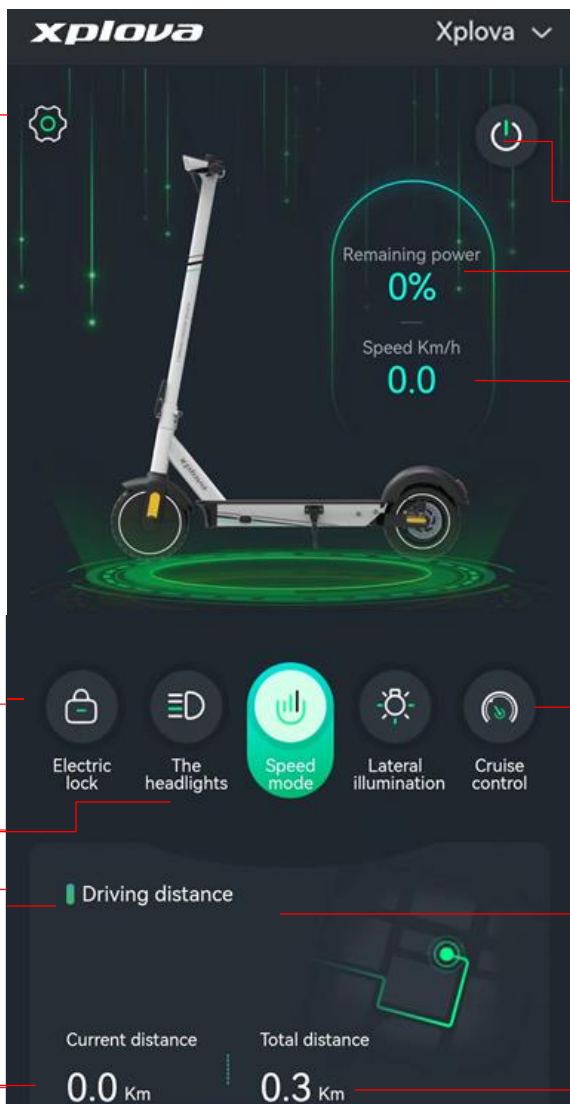 xplova
Xplova
Remaining power
0%
Speed Km/h
0.0
xplova
Electric
lock
The
headlights
Speed
mode
Lateral
illumination
Cruise
control
Driving distance
Current distance
Total distance
0.0 Km
0.3 Km